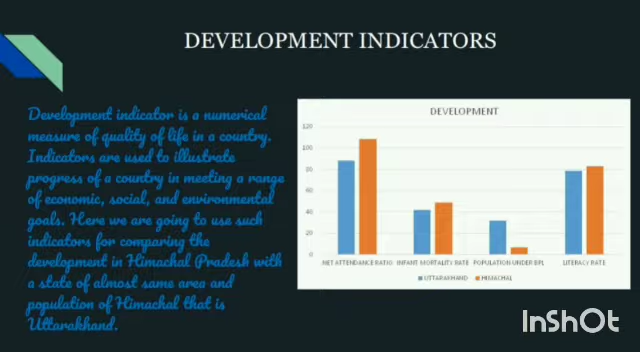 DEVELOPMENT INDICATORS
Development indicator is a numerical
measure of quality of life in a country.
Indicators are used to illustrate
progress of a country in meeting a range
of economic, social, and environmental
goals. Here we are going to use such
indicators for comparing the
development in Himachal Pradesh with
a state of almost same area and
population of Himachal that is
Uttarakhand.
DEVELOPMENT
120
100
80
60
40
20
0
NET ATTENDANCE RATIO INFANT MORTALITY RATE POPULATION UNDER BPL LITERACY RATE
UTTARAKHAND HIMACHAL
InShOt